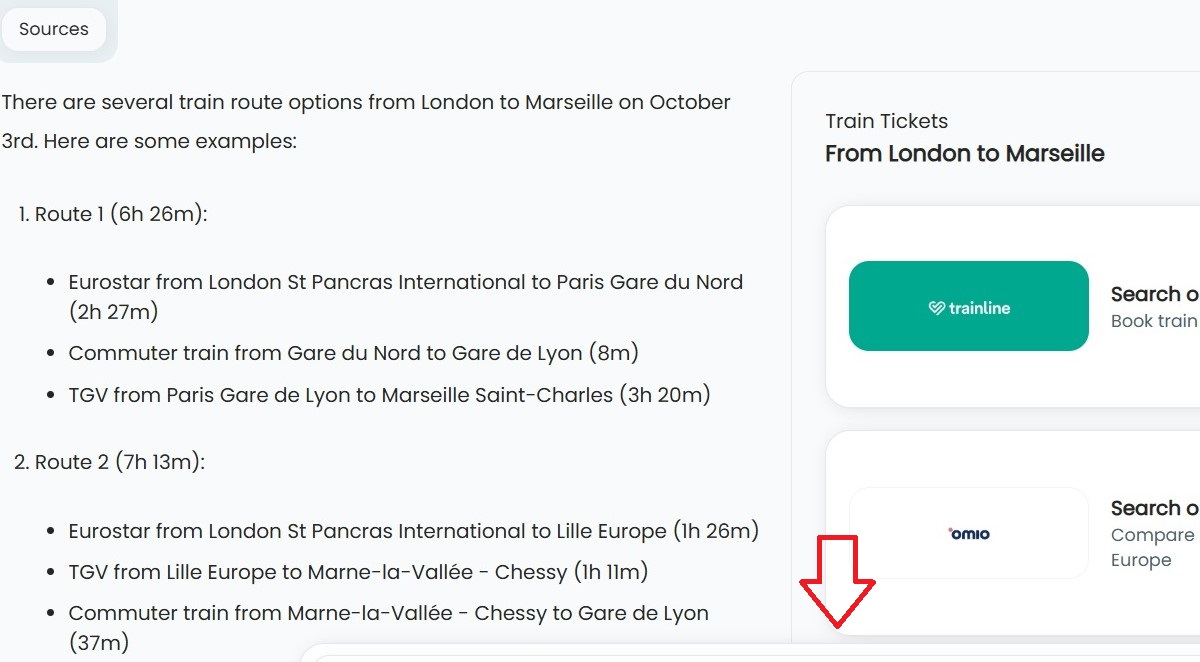 Sources
There are several train route options from London to Marseille on October
3rd. Here are some examples:
1. Route 1 (6h 26m):
Eurostar from London St Pancras International to Paris Gare du Nord
(2h 27m)
Commuter train from Gare du Nord to Gare de Lyon (8m)
TGV from Paris Gare de Lyon to Marseille Saint-Charles (3h 20m)
2. Route 2 (7h 13m):
Eurostar from London St Pancras International to Lille Europe (1h 26m)
TGV from Lille Europe to Marne-la-Vallée - Chessy (1h 11m)
Commuter train from Marne-la-Vallée - Chessy to Gare de Lyon
(37m)
Train Tickets
From London to Marseille
trainline
Search o
Book train
omio
Search o
Compare
Europe